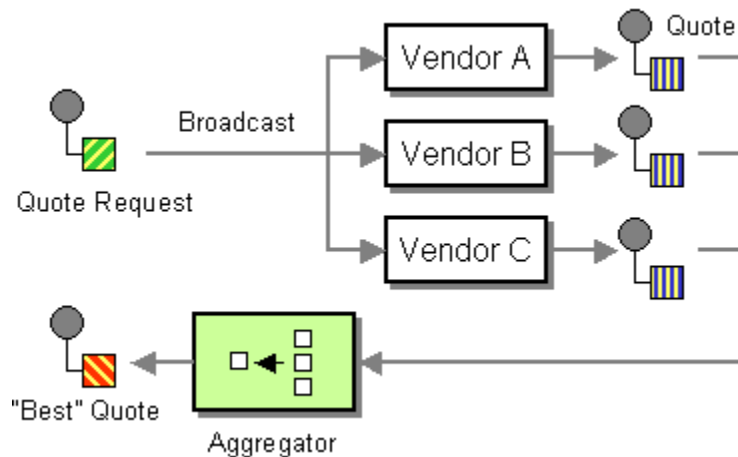 Vendor A
Quote
Broadcast
Vendor B
Quote Request
Vendor C
"Best" Quote
Aggregator